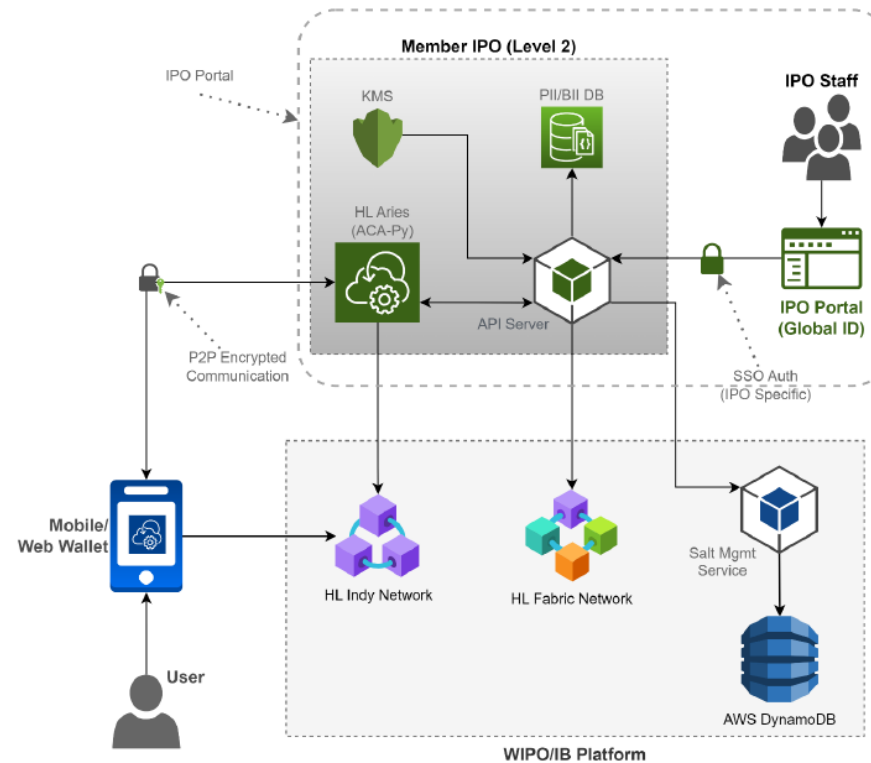 Member IPO (Level 2)
IPO Portal
KMS
PII/BII DB
IPO Staff
HL Aries
(ACA-Py)
API Server
IPO Portal
(Global ID)
P2P Encrypted
Communication
SSO Auth
(IPO Specific)
Mobile/
Web Wallet
HL Indy Network
HL Fabric Network
Salt Mgmt
Service
User
AWS DynamoDB
WIPO/IB Platform